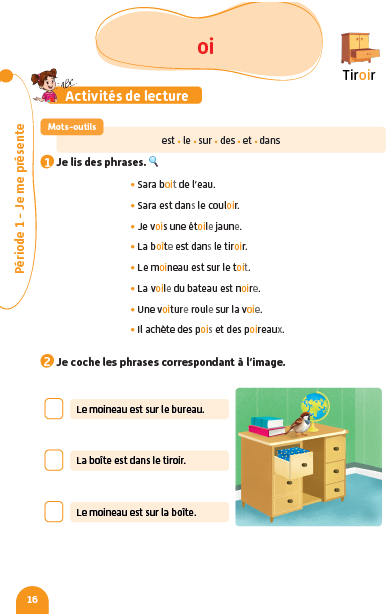 oi
Tiroir
ABC
Activités de lecture
Mots-outils
est • le • sur • des • et • dans
1 Je lis des phrases.
• Sara boit de l'eau.
• Sara est dans le couloir.
• Je vois une étoile jaune.
• La boîte est dans le tiroir.
• Le moineau est sur le toit.
• La voile du bateau est noire.
• Une voiture roule sur la voie.
• Il achète des pois et des poireaux.
2 Je coche les phrases correspondant à l'image.
Le moineau est sur le bureau.
La boîte est dans le tiroir.
Le moineau est sur la boîte.
Période 1 - Je me présente
16